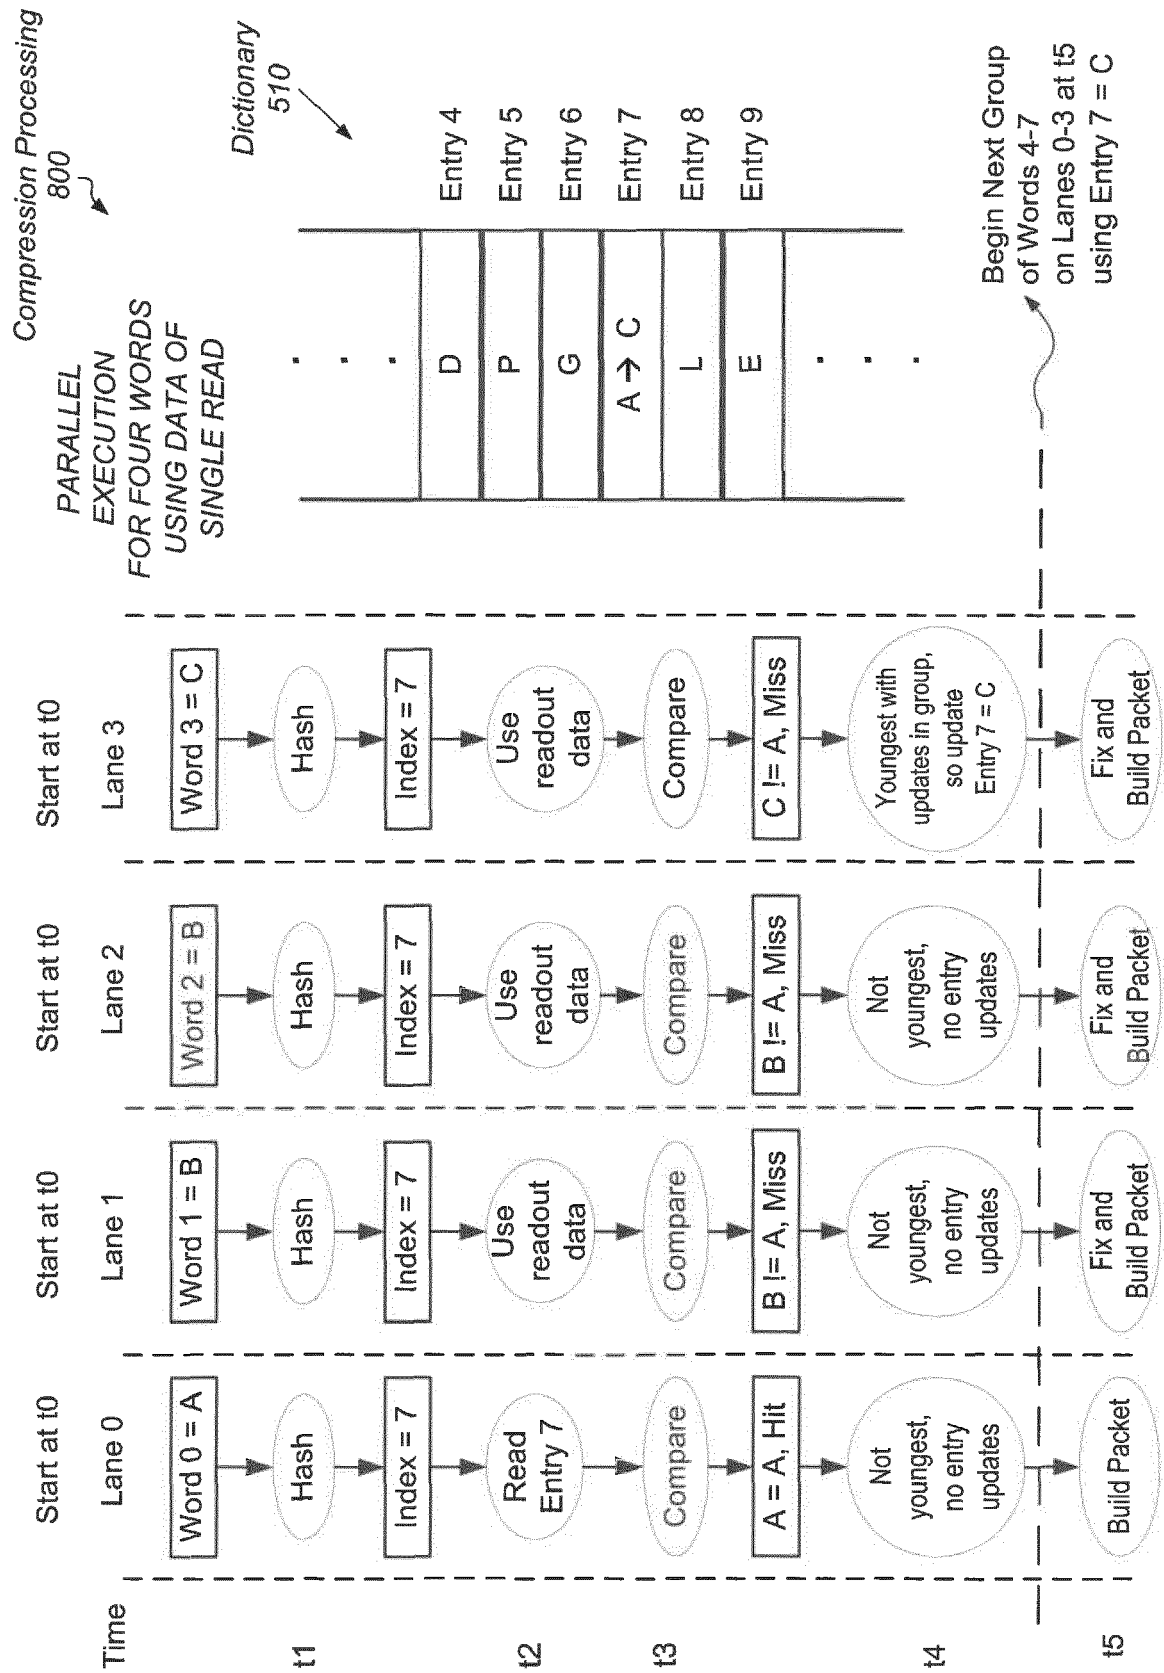 Compression Processing
800
PARALLEL
EXECUTION
FOR FOUR WORDS
USING DATA OF
SINGLE READ
Dictionary
510
D
Entry 4
P
Entry 5
G
Entry 6
A → C
Entry 7
L
Entry 8
E
Entry 9
Begin Next Group
of Words 4-7
on Lanes 0-3 at t5
using Entry 7 = C
Start at t0
Start at t0
Start at t0
Start at t0
Time
Lane 0
Lane 1
Lane 2
Lane 3
Word 0 = A
Word 1 = B
Word 2 = B
Word 3 = C
t1
Hash
Hash
Hash
Hash
Index = 7
Index = 7
Index = 7
Index = 7
t2
Read
Entry 7
Use
readout
data
Use
readout
data
Use
readout
data
t3
Compare
Compare
Compare
Compare
A = A, Hit
B != A, Miss
B != A, Miss
C != A, Miss
t4
Not
youngest,
no entry
updates
Not
youngest,
no entry
updates
Not
youngest,
no entry
updates
Youngest with
updates in group,
so update
Entry 7 = C
t5
Build Packet
Fix and
Build Packet
Fix and
Build Packet
Fix and
Build Packet